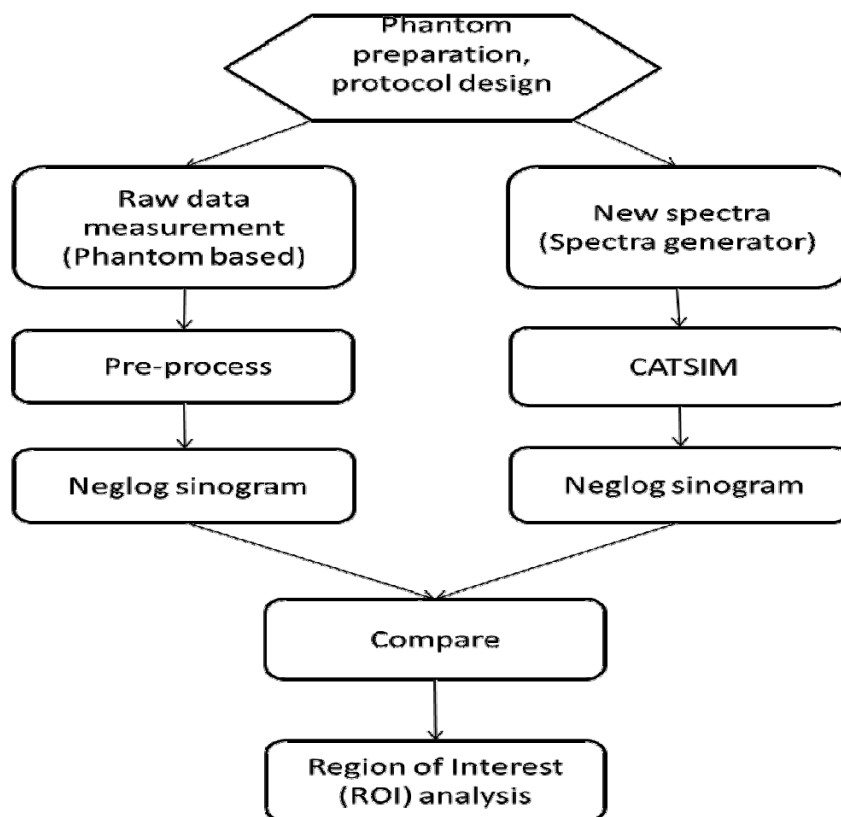 Phantom
preparation,
protocol design
Raw data
measurement
(Phantom based)
New spectra
(Spectra generator)
Pre-process
CATSIM
Neglog sinogram
Neglog sinogram
Compare
Region of Interest
(ROI) analysis